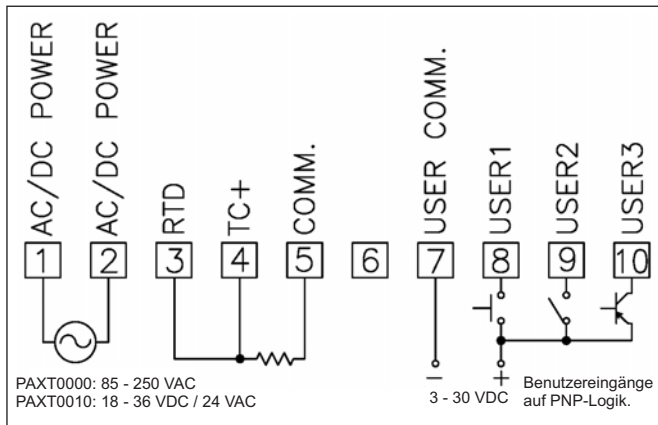 AC/DC POWER
AC/DC POWER
RTD
TC+
COMM.
USER COMM.
USER1
USER2
USER3
1 2 3 4 5 6 7 8 9 10
PAXT0000: 85 - 250 VAC
PAXT0010: 18 - 36 VDC / 24 VAC
- +
3 - 30 VDC
Benutzereingänge
auf PNP-Logik.